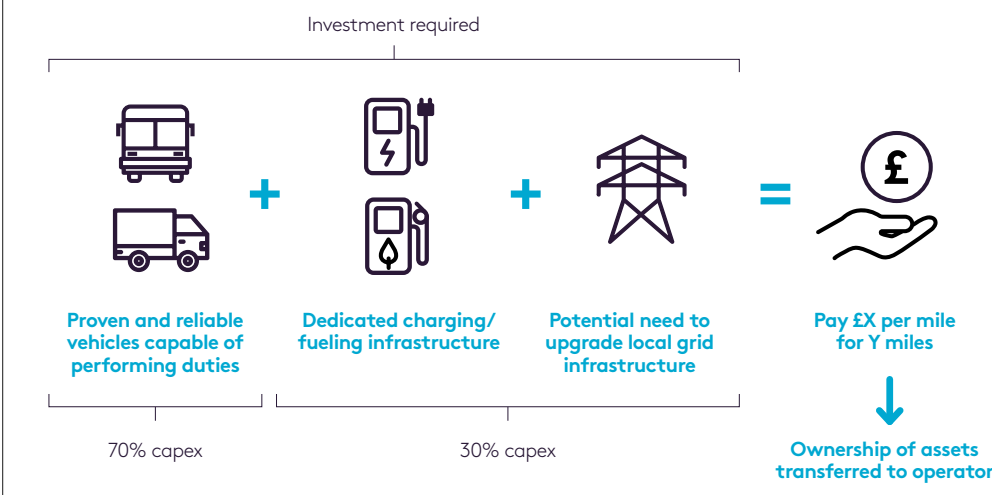 Investment required
+
+
=
£
Proven and reliable
vehicles capable of
performing duties
Dedicated charging/
fueling infrastructure
Potential need to
upgrade local grid
infrastructure
Pay £X per mile
for Y miles
70% capex
30% capex
Ownership of assets
transferred to operator